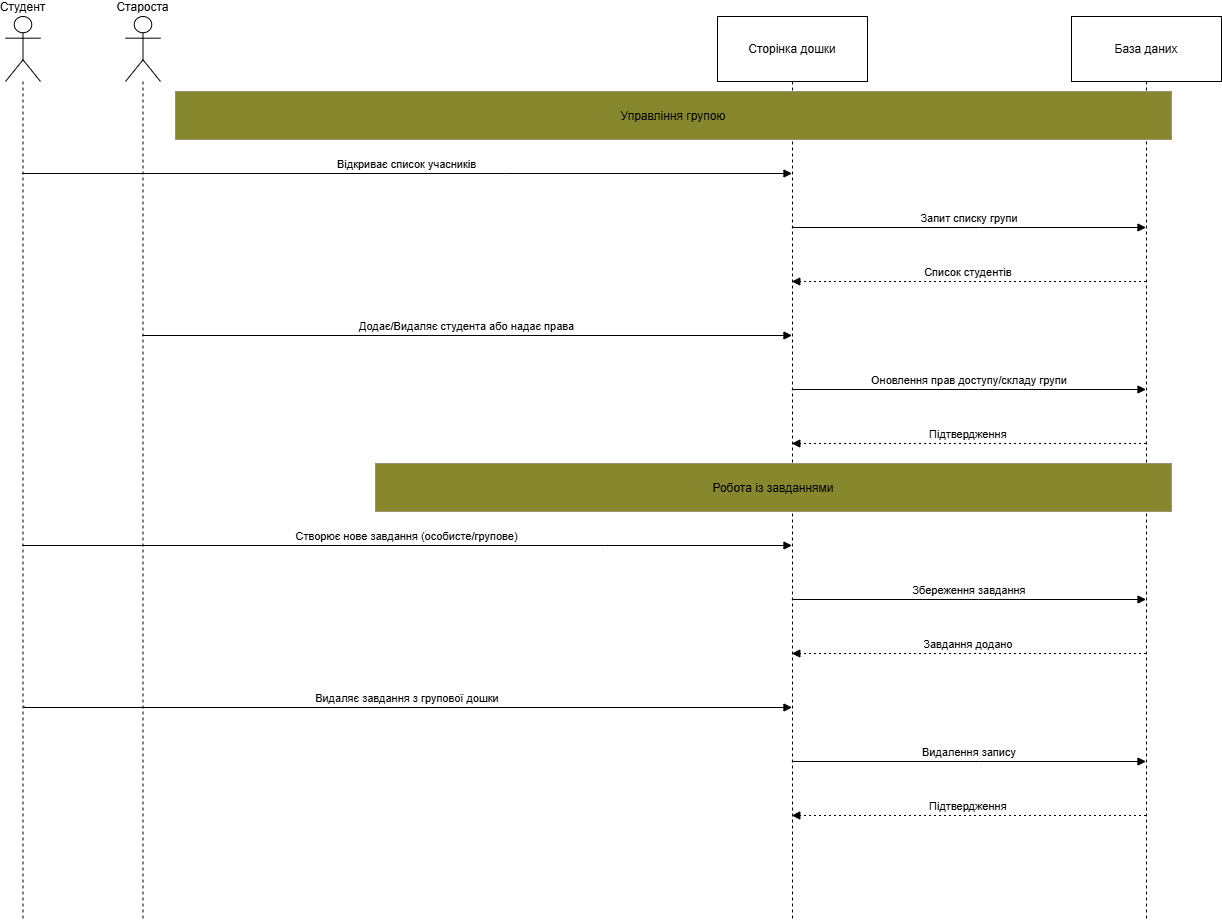 Студент
Староста
Сторінка дошки
База даних
Управління групою
Відкриває список учасників
Запит списку групи
Список студентів
Додає/Видаляє студента або надає права
Оновлення прав доступу/складу групи
Підтвердження
Робота із завданнями
Створює нове завдання (особисте/групове)
Збереження завдання
Завдання додано
Видаляє завдання з групової дошки
Видалення запису
Підтвердження